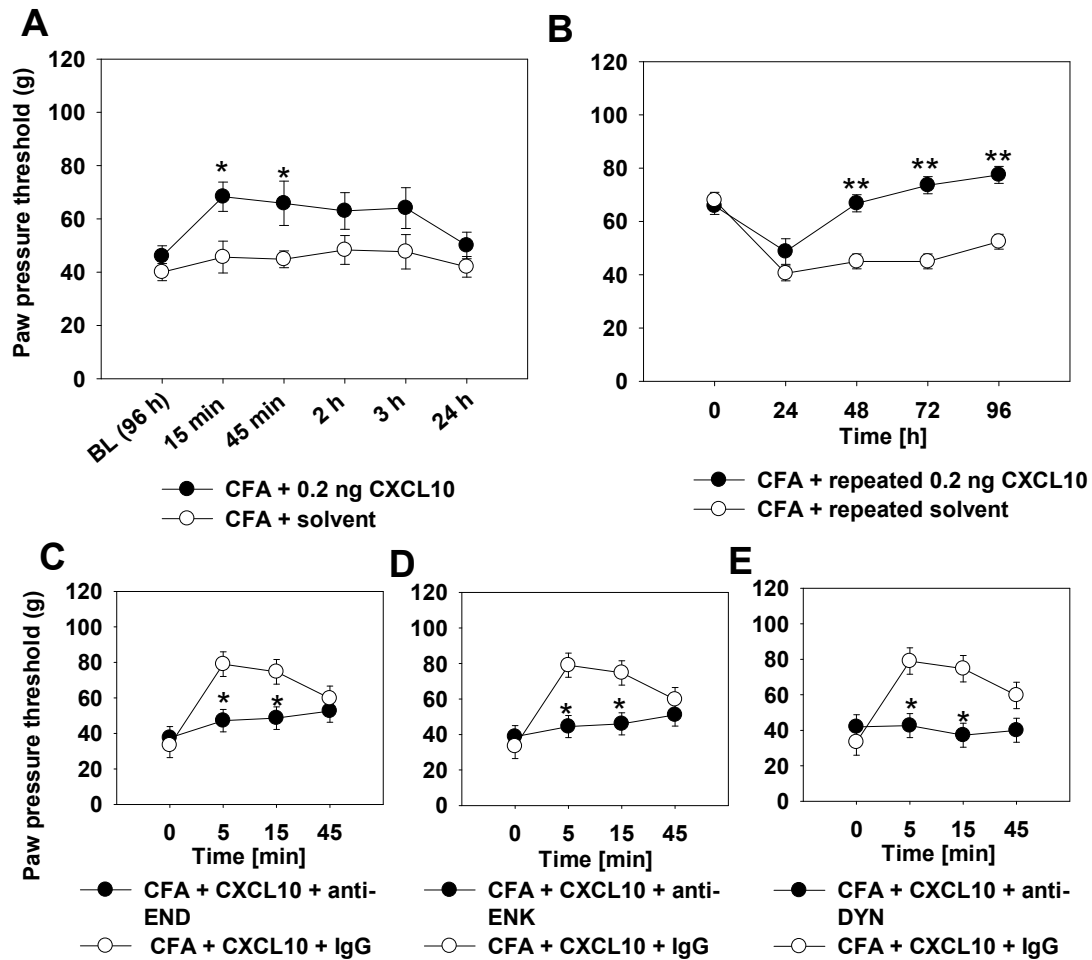 A
Paw pressure threshold (g)
120
100
80
60
40
20
0
* *
BL (96 h) 15 min 45 min 2 h 3 h 24 h
CFA + 0.2 ng CXCL10
CFA + solvent
B
120
100
80
60
40
20
0
** ** **
0 24 48 72 96
Time [h]
CFA + repeated 0.2 ng CXCL10
CFA + repeated solvent
C
Paw pressure threshold (g)
120
100
80
60
40
20
0
* *
0 5 15 45
Time [min]
CFA + CXCL10 + anti-
END
CFA + CXCL10 + IgG
D
120
100
80
60
40
20
0
* *
0 5 15 45
Time [min]
CFA + CXCL10 + anti-
ENK
CFA + CXCL10 + IgG
E
120
100
80
60
40
20
0
* *
0 5 15 45
Time [min]
CFA + CXCL10 + anti-
DYN
CFA + CXCL10 + IgG